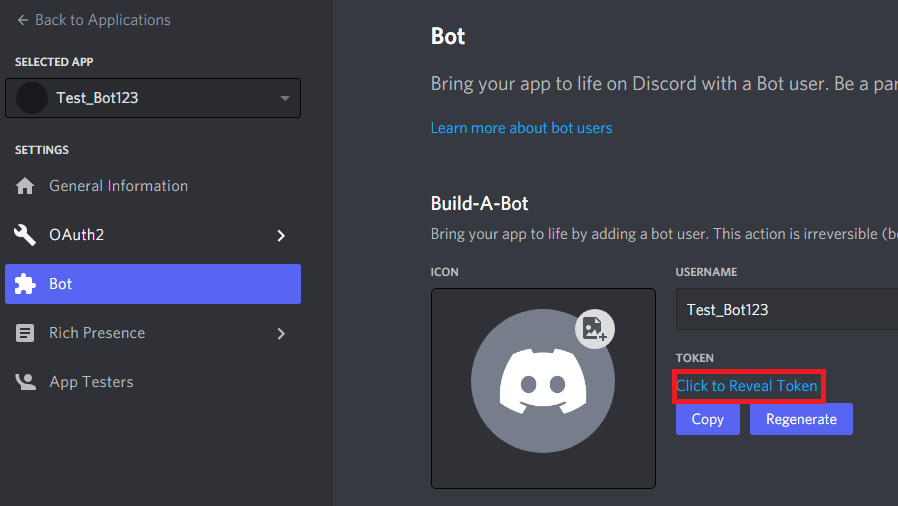 Back to Applications
SELECTED APP
Test_Bot123
SETTINGS
General Information
OAuth2
Bot
Rich Presence
App Testers
Bot
Bring your app to life on Discord with a Bot user. Be a par
Learn more about bot users
Build-A-Bot
Bring your app to life by adding a bot user. This action is irreversible (b
ICON
USERNAME
Test_Bot123
TOKEN
Click to Reveal Token
Copy
Regenerate